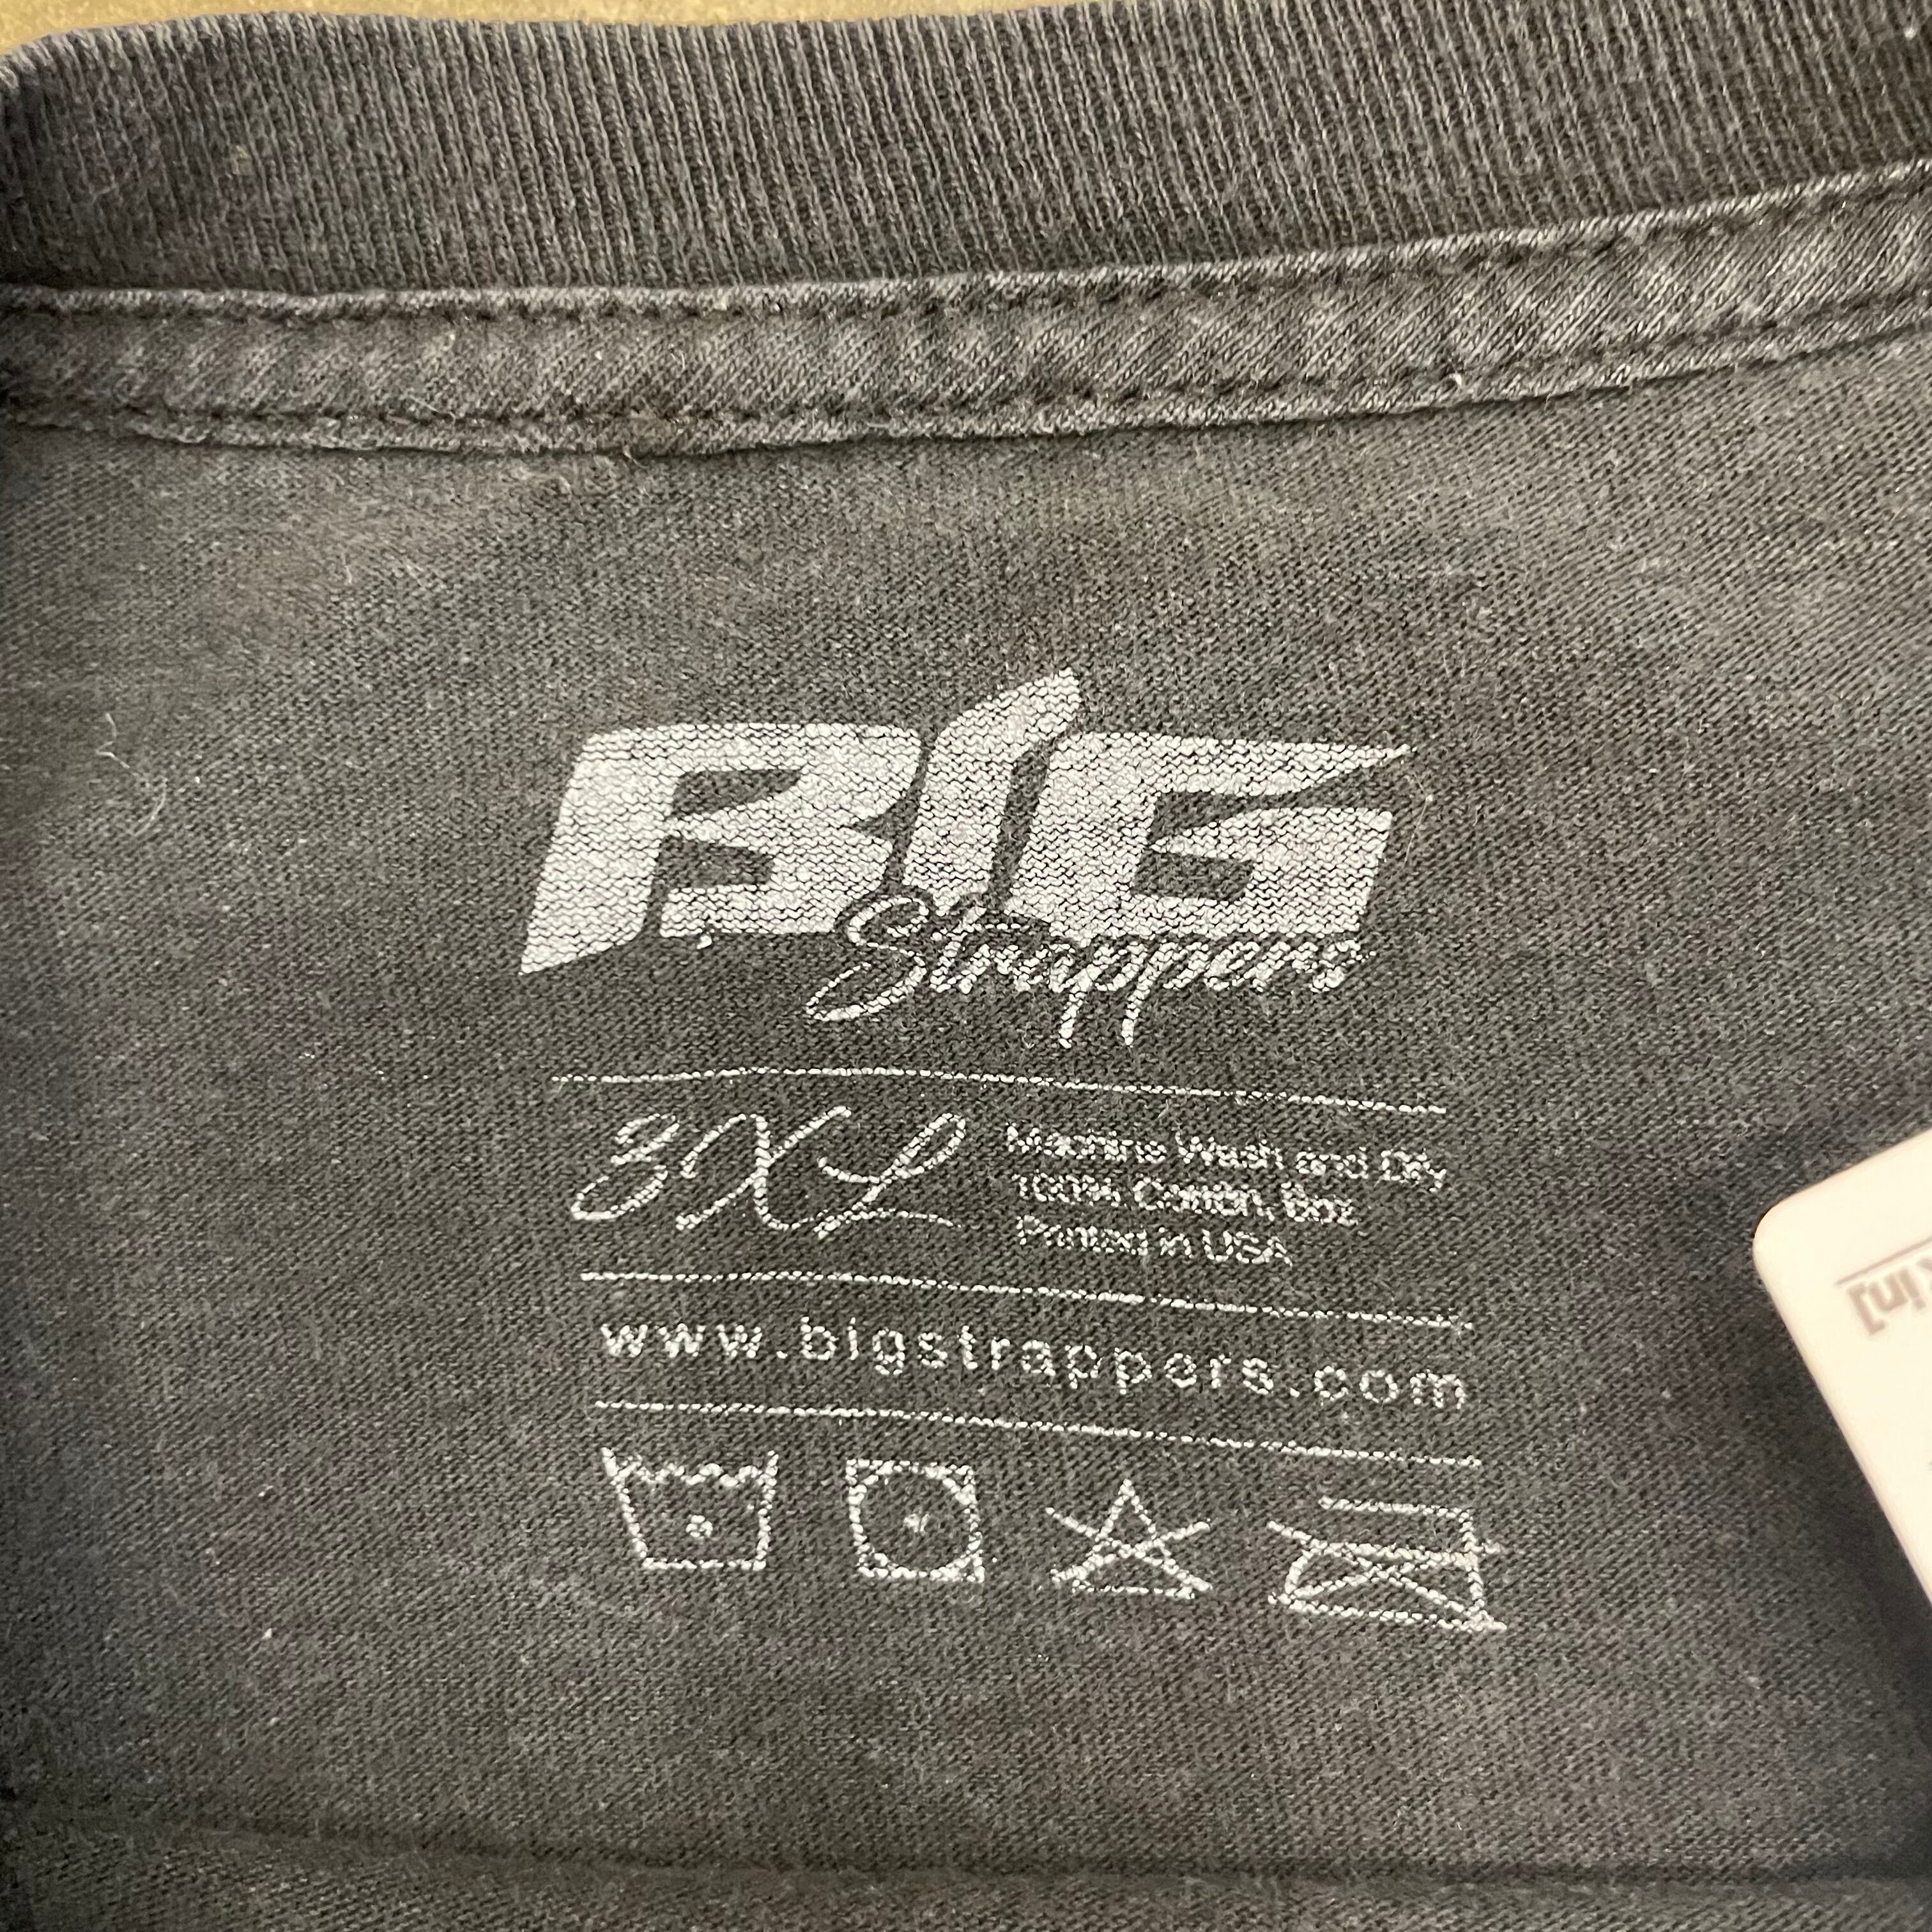 BIG
Strappers
3XL
Machine Wash and Dry
100% Cotton, 6oz
Printed in USA
www.bigstrappers.com